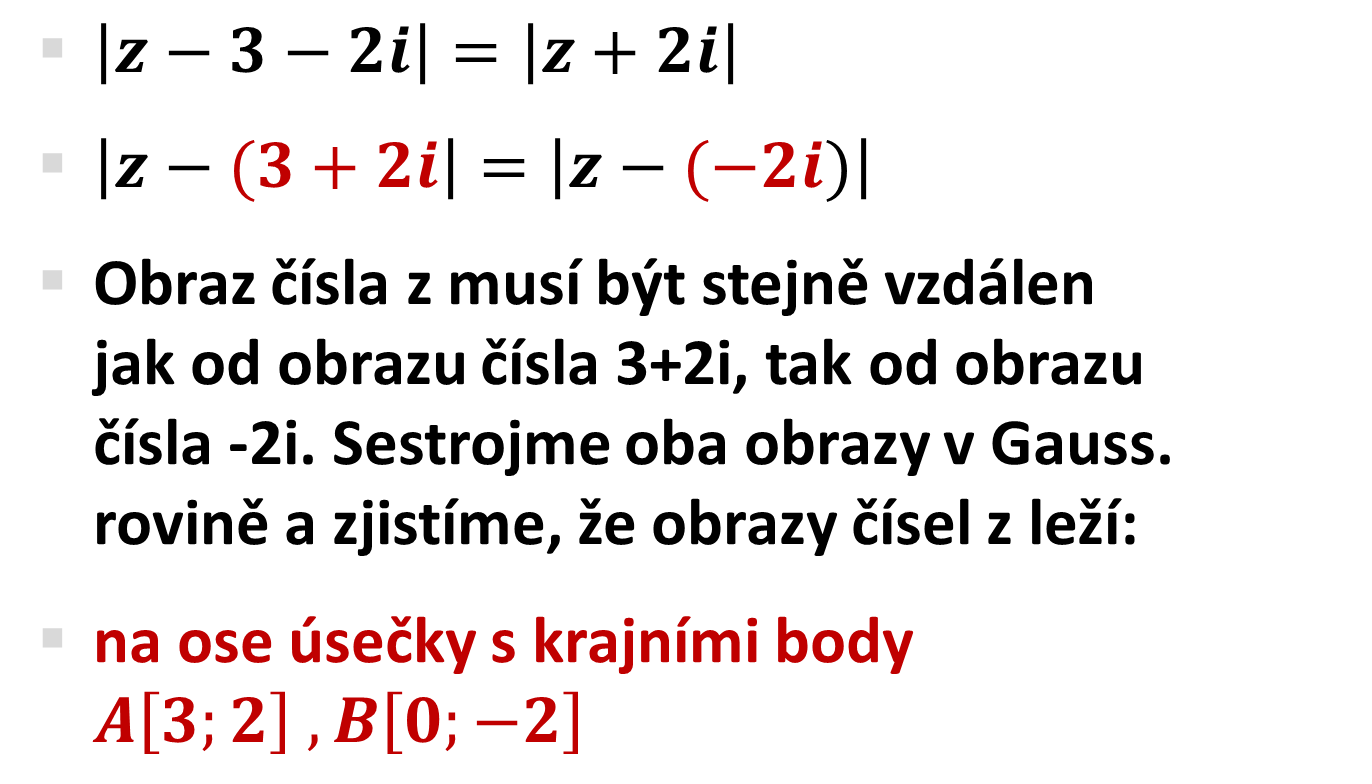 |z − 3 − 2i| = |z + 2i|
|z − (3 + 2i| = |z − (−2i)|
Obraz čísla z musí být stejně vzdálen
jak od obrazu čísla 3+2i, tak od obrazu
čísla -2i. Sestrojme oba obrazy v Gauss.
rovině a zjistíme, že obrazy čísel z leží:
na ose úsečky s krajními body
A[3; 2] , B[0; −2]